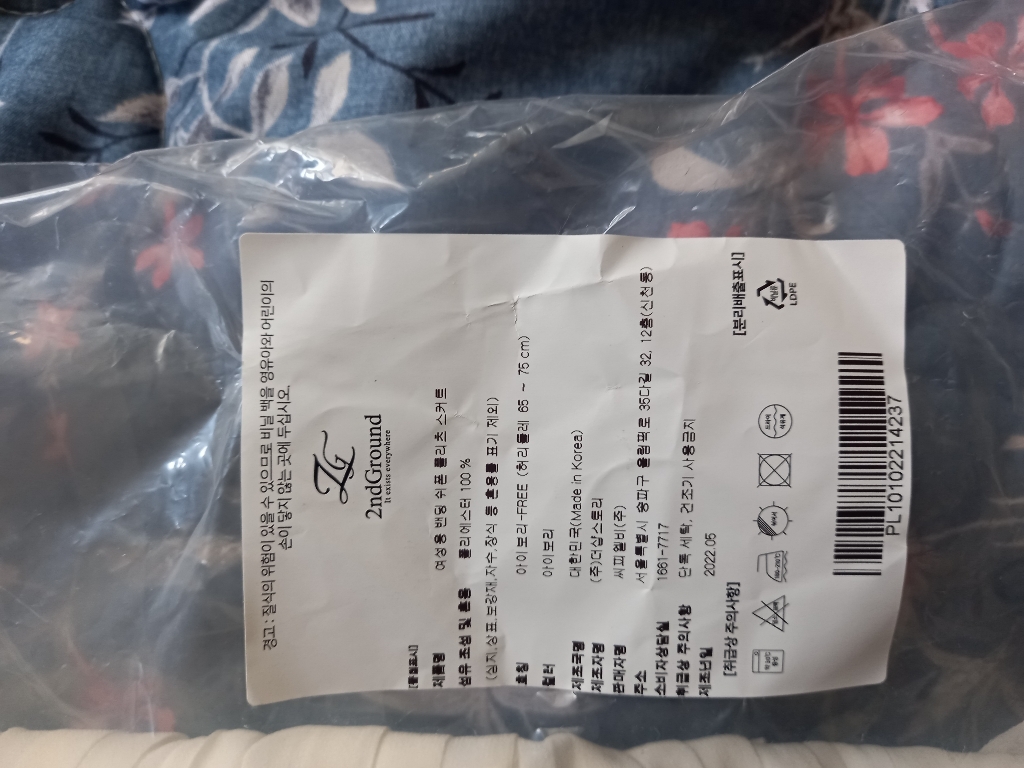 경고 : 질식의 위험이 있을 수 있으므로 비닐 백을 영유아와 어린이의
손이 닿지 않는 곳에 두십시오.
2G
2ndGround
It exists everywhere
[품질표시]
제품명 여성용 밴딩 쉬폰 플리츠 스커트
섬유 조성 및 혼용 폴리에스터 100 %
(심지,상표,보강재,자수,장식 등 혼용률 표기 제외)
호칭 아이보리-FREE (허리둘레 65 ~ 75 cm)
컬러 아이보리
제조국명 대한민국(Made in Korea)
제조자명 (주)더샵스토리
판매자명 씨피엘비(주)
주소 서울특별시 송파구 올림픽로 35다길 32, 12층(신천동)
소비자상담실 1661-7717
취급상 주의사항 단독 세탁, 건조기 사용금지
제조년월 2022.05
[취급상 주의사항] [분리배출표시]
LDPE
PL10102214237